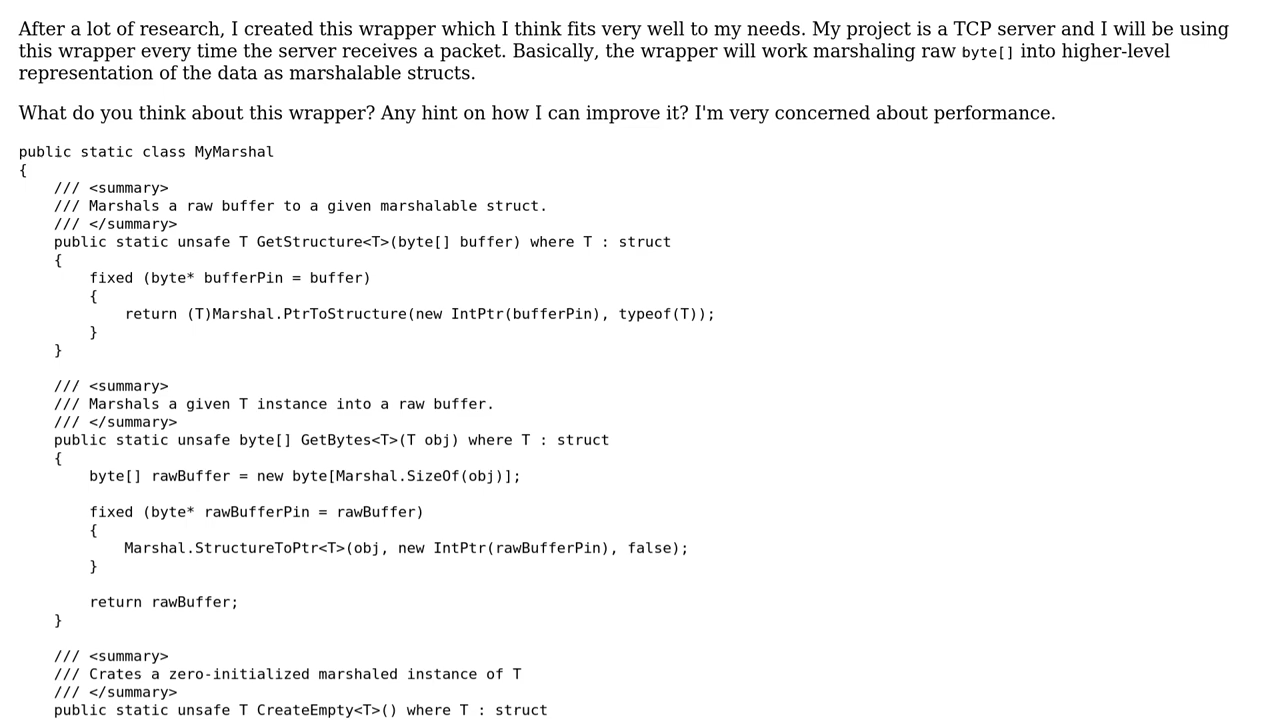 After a lot of research, I created this wrapper which I think fits very well to my needs. My project is a TCP server and I will be using
this wrapper every time the server receives a packet. Basically, the wrapper will work marshaling raw byte[] into higher-level
representation of the data as marshalable structs.
What do you think about this wrapper? Any hint on how I can improve it? I'm very concerned about performance.
public static class MyMarshal
{
    /// <summary>
    /// Marshals a raw buffer to a given marshalable struct.
    /// </summary>
    public static unsafe T GetStructure<T>(byte[] buffer) where T : struct
    {
        fixed (byte* bufferPin = buffer)
        {
            return (T)Marshal.PtrToStructure(new IntPtr(bufferPin), typeof(T));
        }
    }
    /// <summary>
    /// Marshals a given T instance into a raw buffer.
    /// </summary>
    public static unsafe byte[] GetBytes<T>(T obj) where T : struct
    {
        byte[] rawBuffer = new byte[Marshal.SizeOf(obj)];
        fixed (byte* rawBufferPin = rawBuffer)
        {
            Marshal.StructureToPtr<T>(obj, new IntPtr(rawBufferPin), false);
        }
        return rawBuffer;
    }
    /// <summary>
    /// Crates a zero-initialized marshaled instance of T
    /// </summary>
    public static unsafe T CreateEmpty<T>() where T : struct